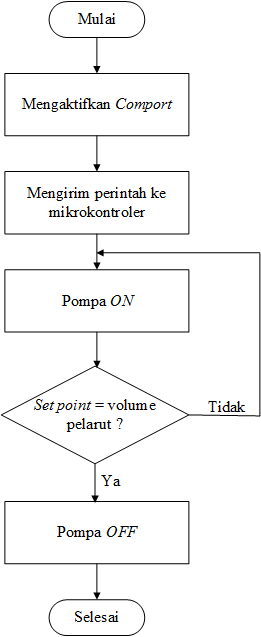 Mulai
Mengaktifkan Comport
Mengirim perintah ke
mikrokontroler
Pompa ON
Set point = volume
pelarut ?
Tidak
Ya
Pompa OFF
Selesai